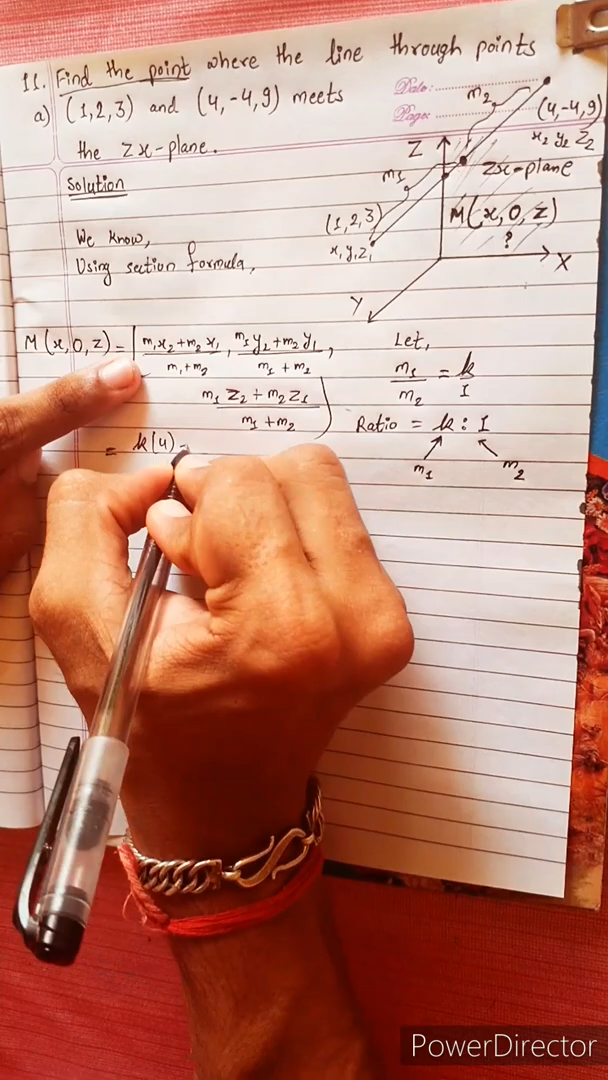 11. Find the point where the line through points
a) (1,2,3) and (4,-4,9) meets
the zx-plane.
Date:
Page:
m2
(4,-4,9)
x2 y2 z2
Z
zx-plane
m1
(1,2,3)
x1 y1 z1
M(x,0,z)
?
X
Y
Solution
We know,
Using section formula,
M(x,0,z) = ( m1x2+m2x1 / m1+m2 , m1y2+m2y1 / m1+m2 ,
m1z2+m2z1 / m1+m2 )
= k(4)
Let,
m1/m2 = k/1
Ratio = k : 1
m1 m2
PowerDirector